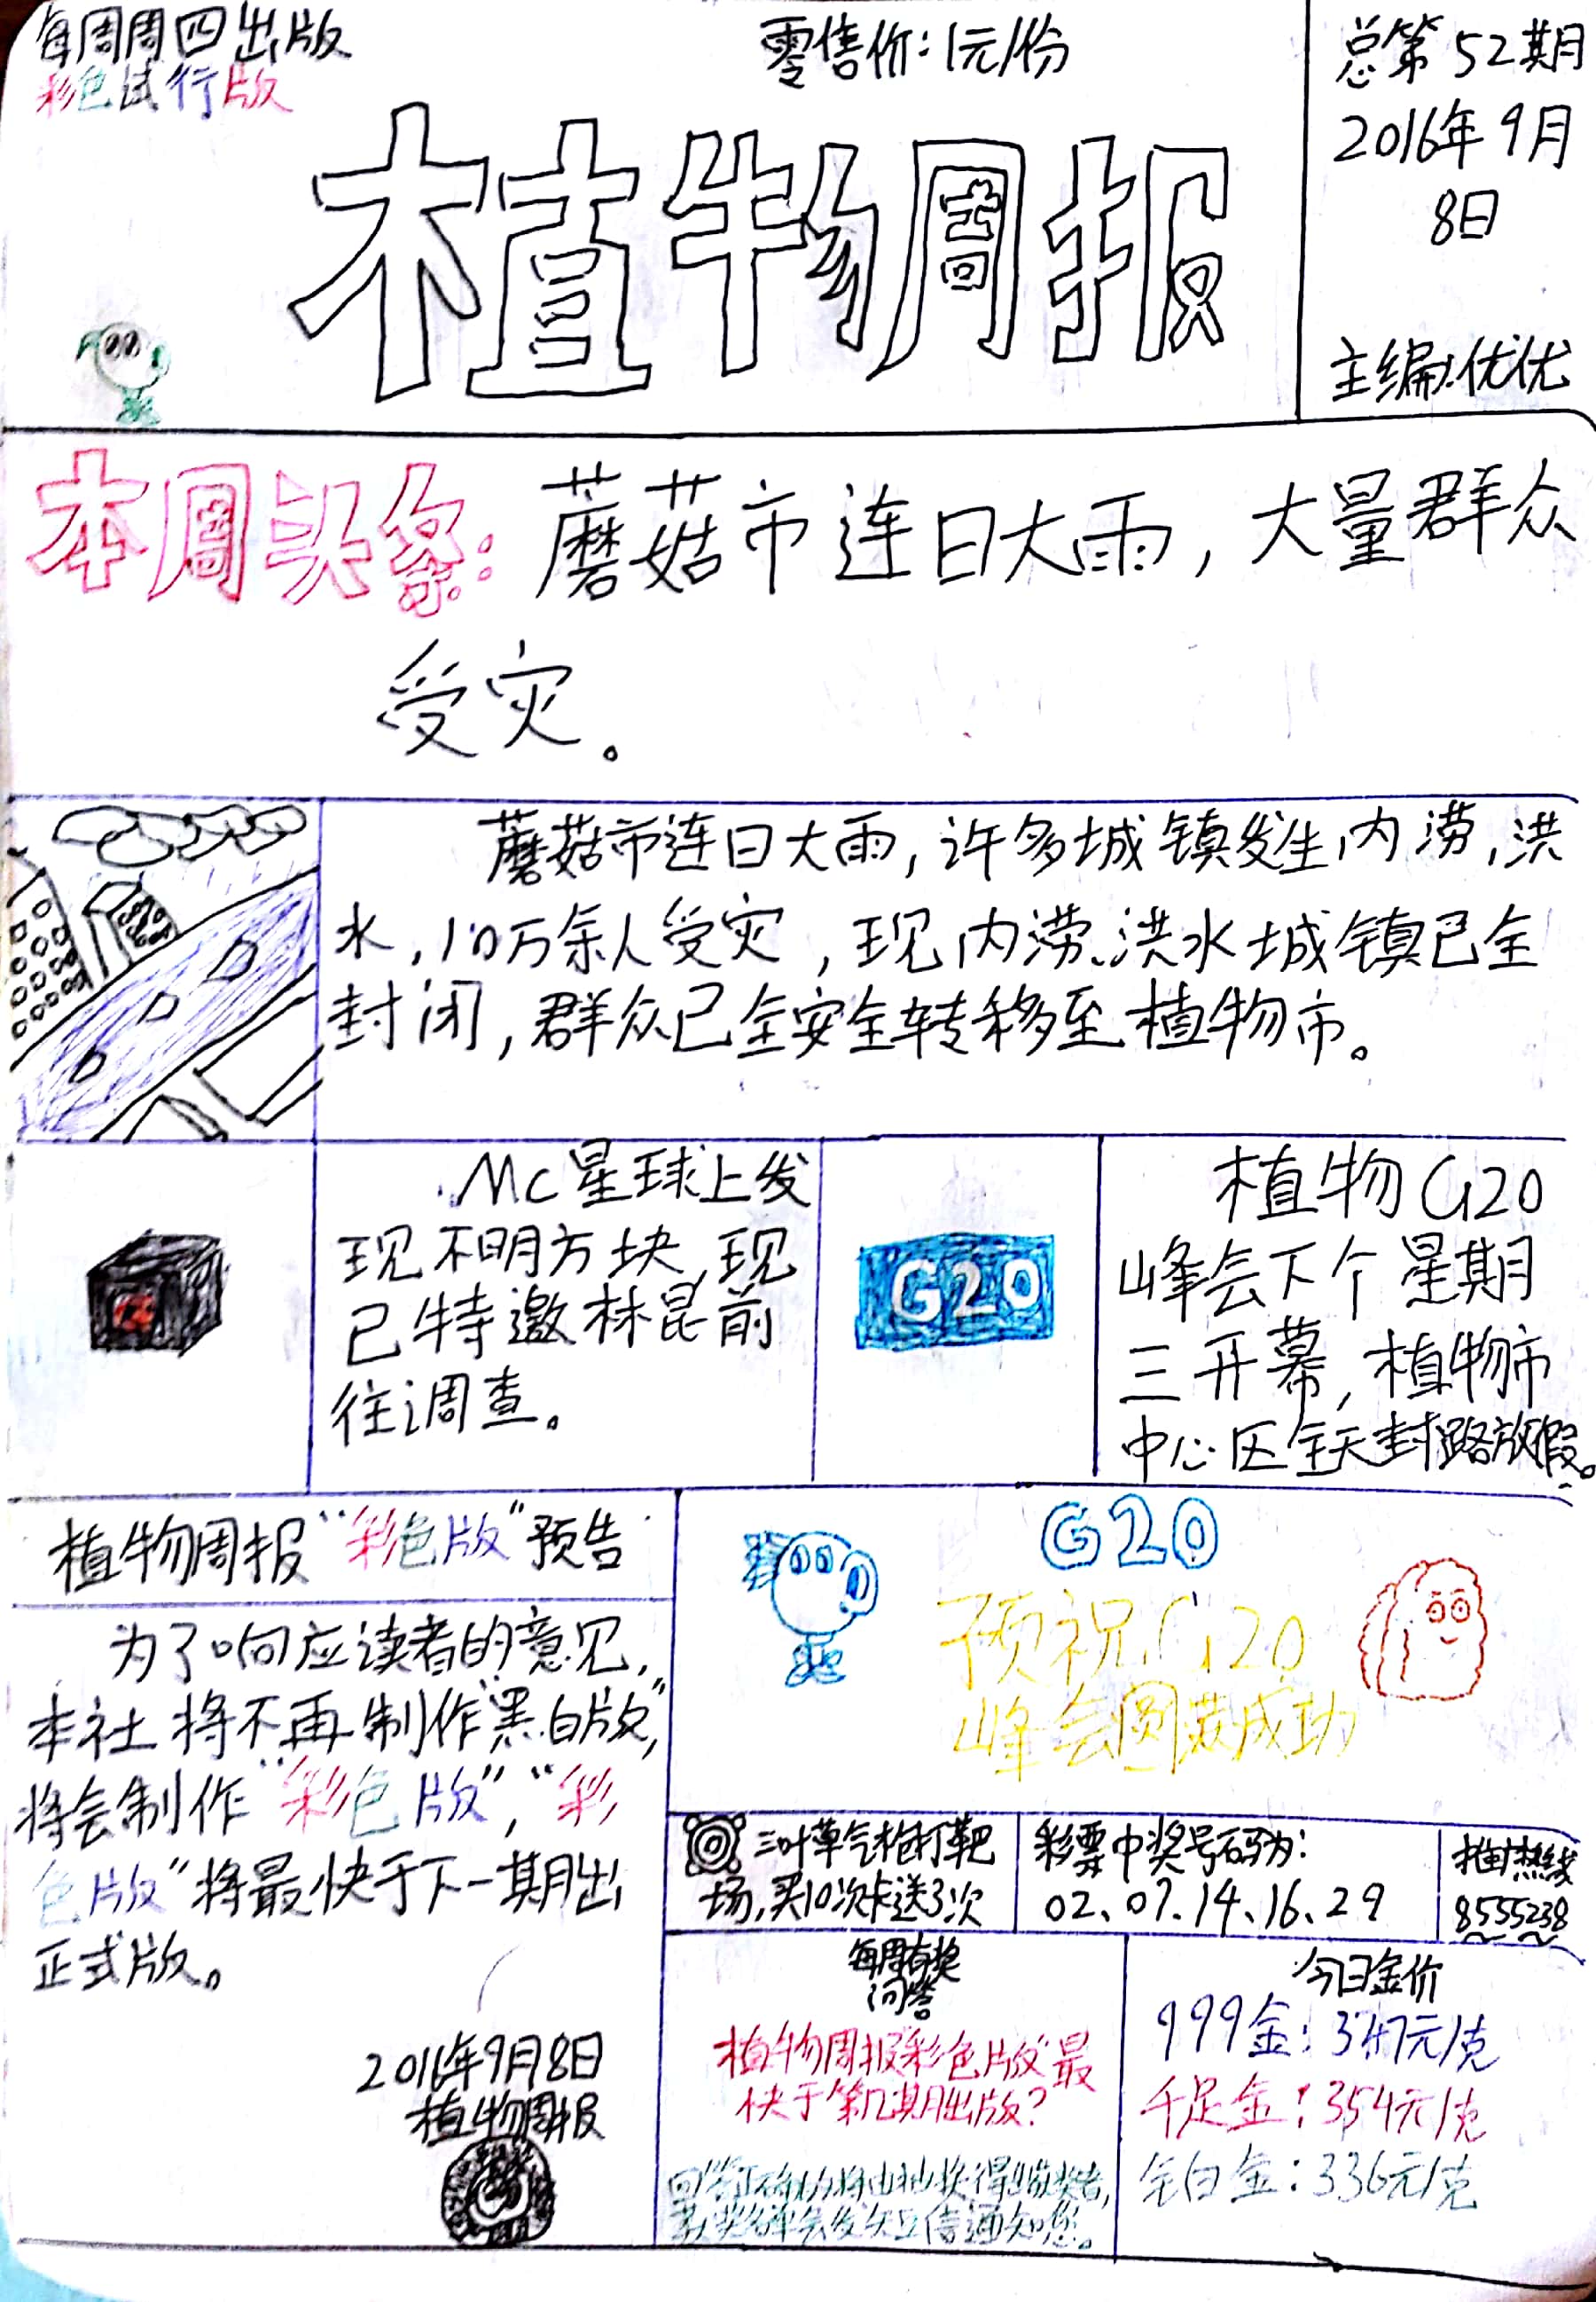 每周周四出版
彩色试行版
零售价:1元/份
总第52期
2016年9月
8日
植物周报
主编:优优
本周头条:蘑菇市连日大雨,大量群众
受灾。
蘑菇市连日大雨,许多城镇发生内涝,洪
水,10万余人受灾,现内涝、洪水城镇已全
封闭,群众已全安全转移至植物市。
MC星球上发
现不明方块,现
已特邀林昆前
往调查。
G20
植物G20
峰会下个星期
三开幕,植物市
中心区全天封路放假。
植物周报“彩色版”预告
为了响应读者的意见,
本社将不再制作“黑白版”,
将会制作“彩色版”,“彩
色版”将最快于下一期出
正式版。
2016年9月8日
植物周报
G20
预祝G20
峰会圆满成功
三叶草气枪打靶
场,买10次卡送3次
彩票中奖号码为:
02、07.14、16、29
热线
8555238
每周有奖
问答
植物周报“彩色版”最
快于第几期出版?
回答正确的将由抽奖得出获奖者,
获奖名单会发短信通知您。
今日金价
999金:347元/克
千足金:354元/克
铂白金:336元/克